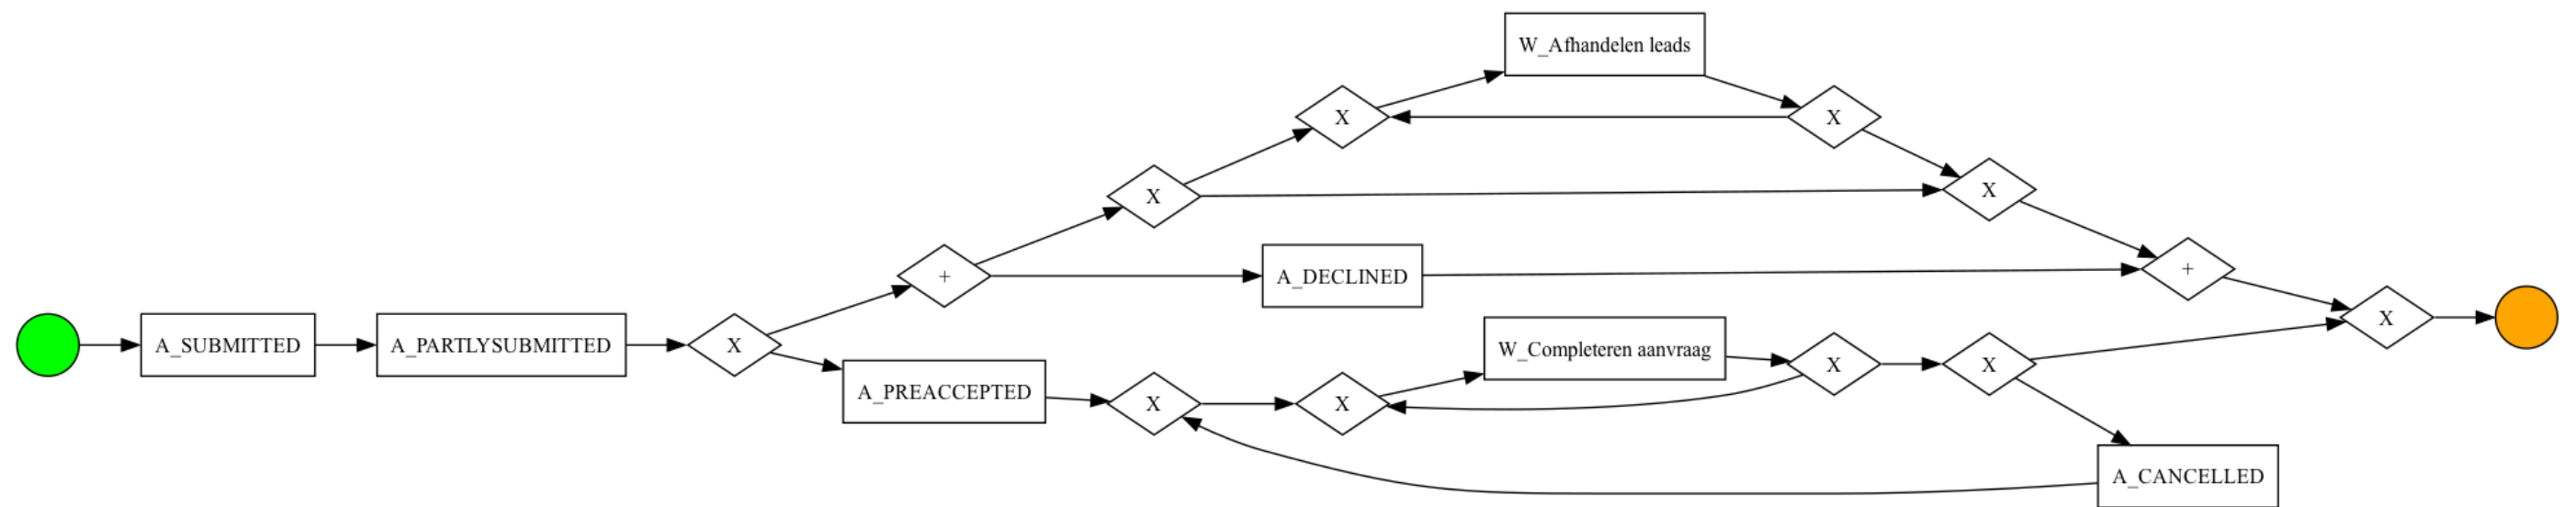 W_Afhandelen leads
X
X
X
X
+
A_DECLINED
+
A_SUBMITTED
A_PARTLYSUBMITTED
X
X
A_PREACCEPTED
W_Completeren aanvraag
X
X
X
X
A_CANCELLED